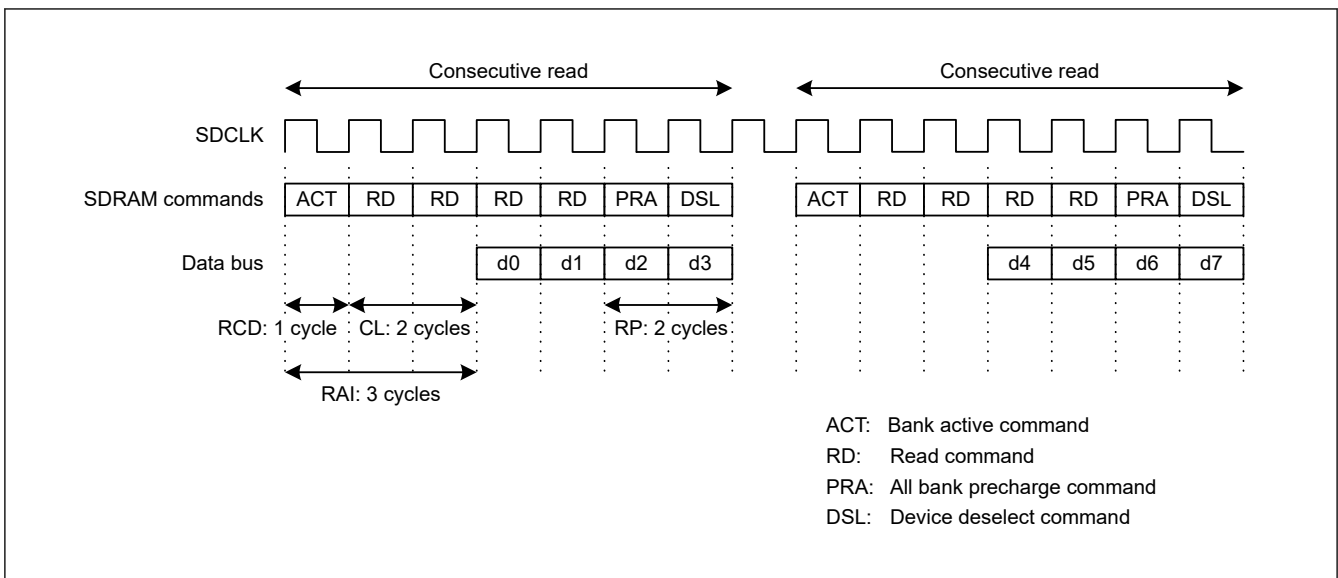 Consecutive read Consecutive read
SDCLK
SDRAM commands ACT RD RD RD RD PRA DSL ACT RD RD RD RD PRA DSL
Data bus d0 d1 d2 d3 d4 d5 d6 d7
RCD: 1 cycle CL: 2 cycles RP: 2 cycles
RAI: 3 cycles
ACT: Bank active command
RD: Read command
PRA: All bank precharge command
DSL: Device deselect command